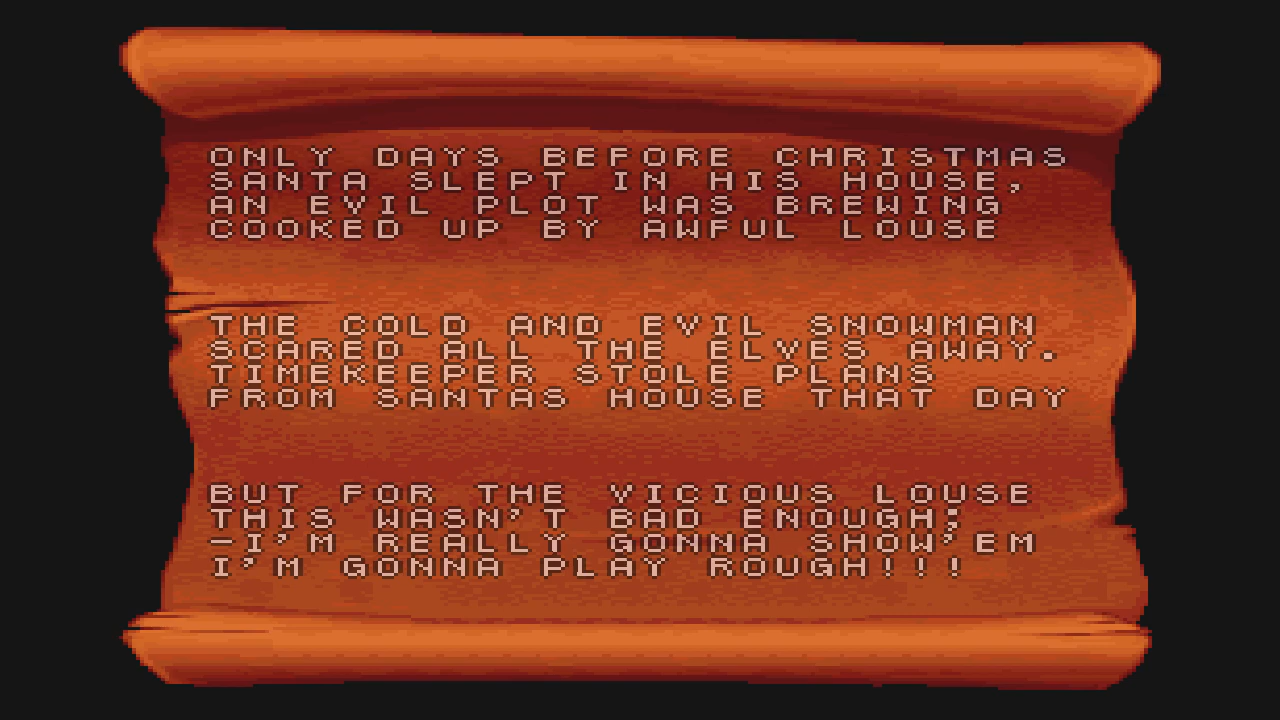 ONLY DAYS BEFORE CHRISTMAS
SANTA SLEPT IN HIS HOUSE,
AN EVIL PLOT WAS BREWING
COOKED UP BY AWFUL LOUSE
THE COLD AND EVIL SNOWMAN
SCARED ALL THE ELVES AWAY.
TIMEKEEPER STOLE PLANS
FROM SANTAS HOUSE THAT DAY
BUT FOR THE VICIOUS LOUSE
THIS WASN'T BAD ENOUGH;
-I'M REALLY GONNA SHOW'EM
I'M GONNA PLAY ROUGH!!!